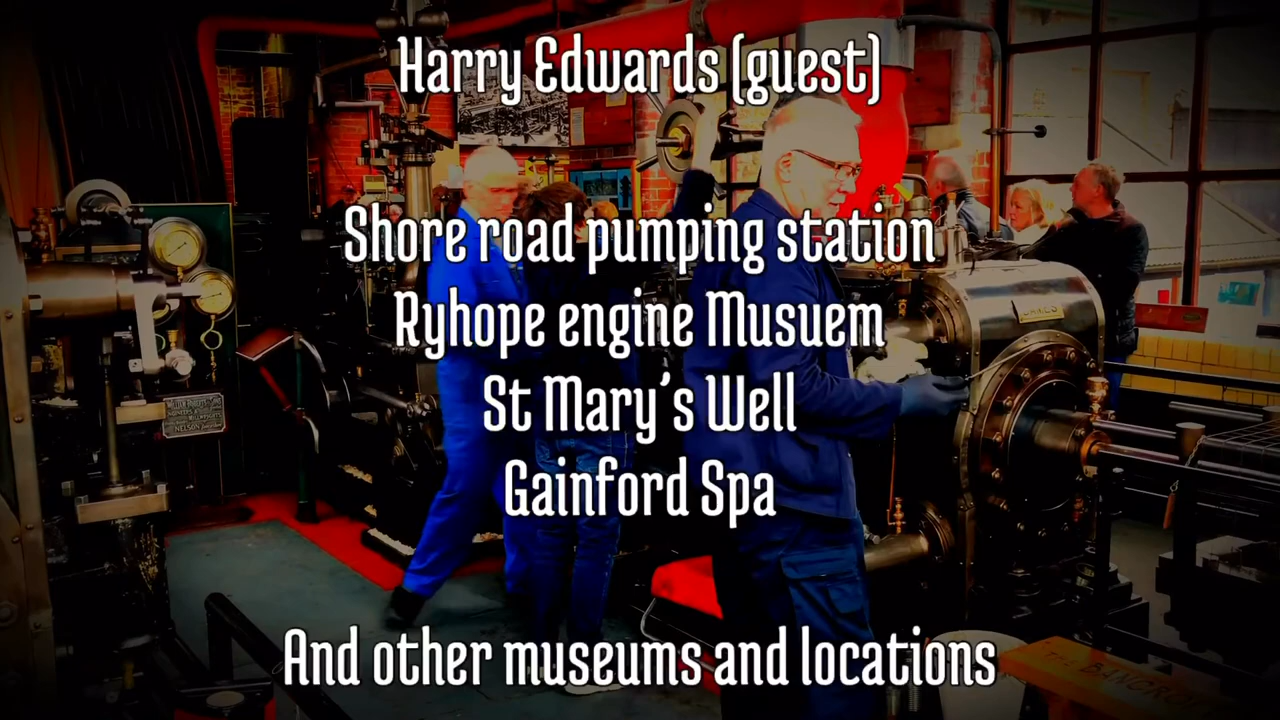 Harry Edwards (guest)
Shore road pumping station
Ryhope engine Musuem
St Mary's Well
Gainford Spa
And other museums and locations
NELSON